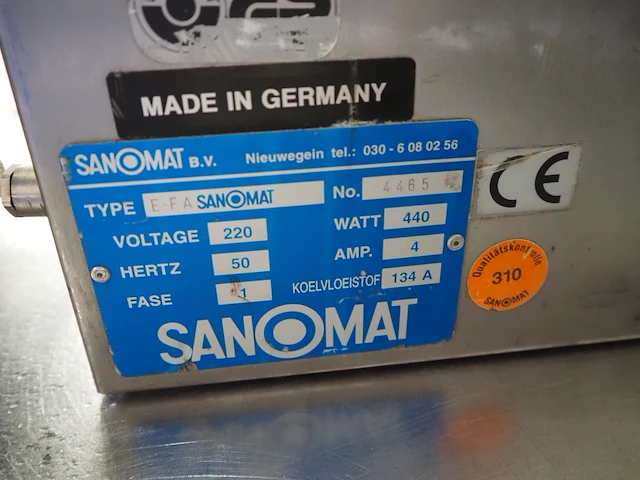 MADE IN GERMANY
SANOMAT B.V. Nieuwegein tel.: 030 - 6 08 02 56
TYPE E-FA SANOMAT No. 4465
VOLTAGE 220 WATT 440
HERTZ 50 AMP. 4
FASE 1 KOELVLOEISTOF 134 A
SANOMAT
CE
Qualitätskontrolle
310
SANOMAT